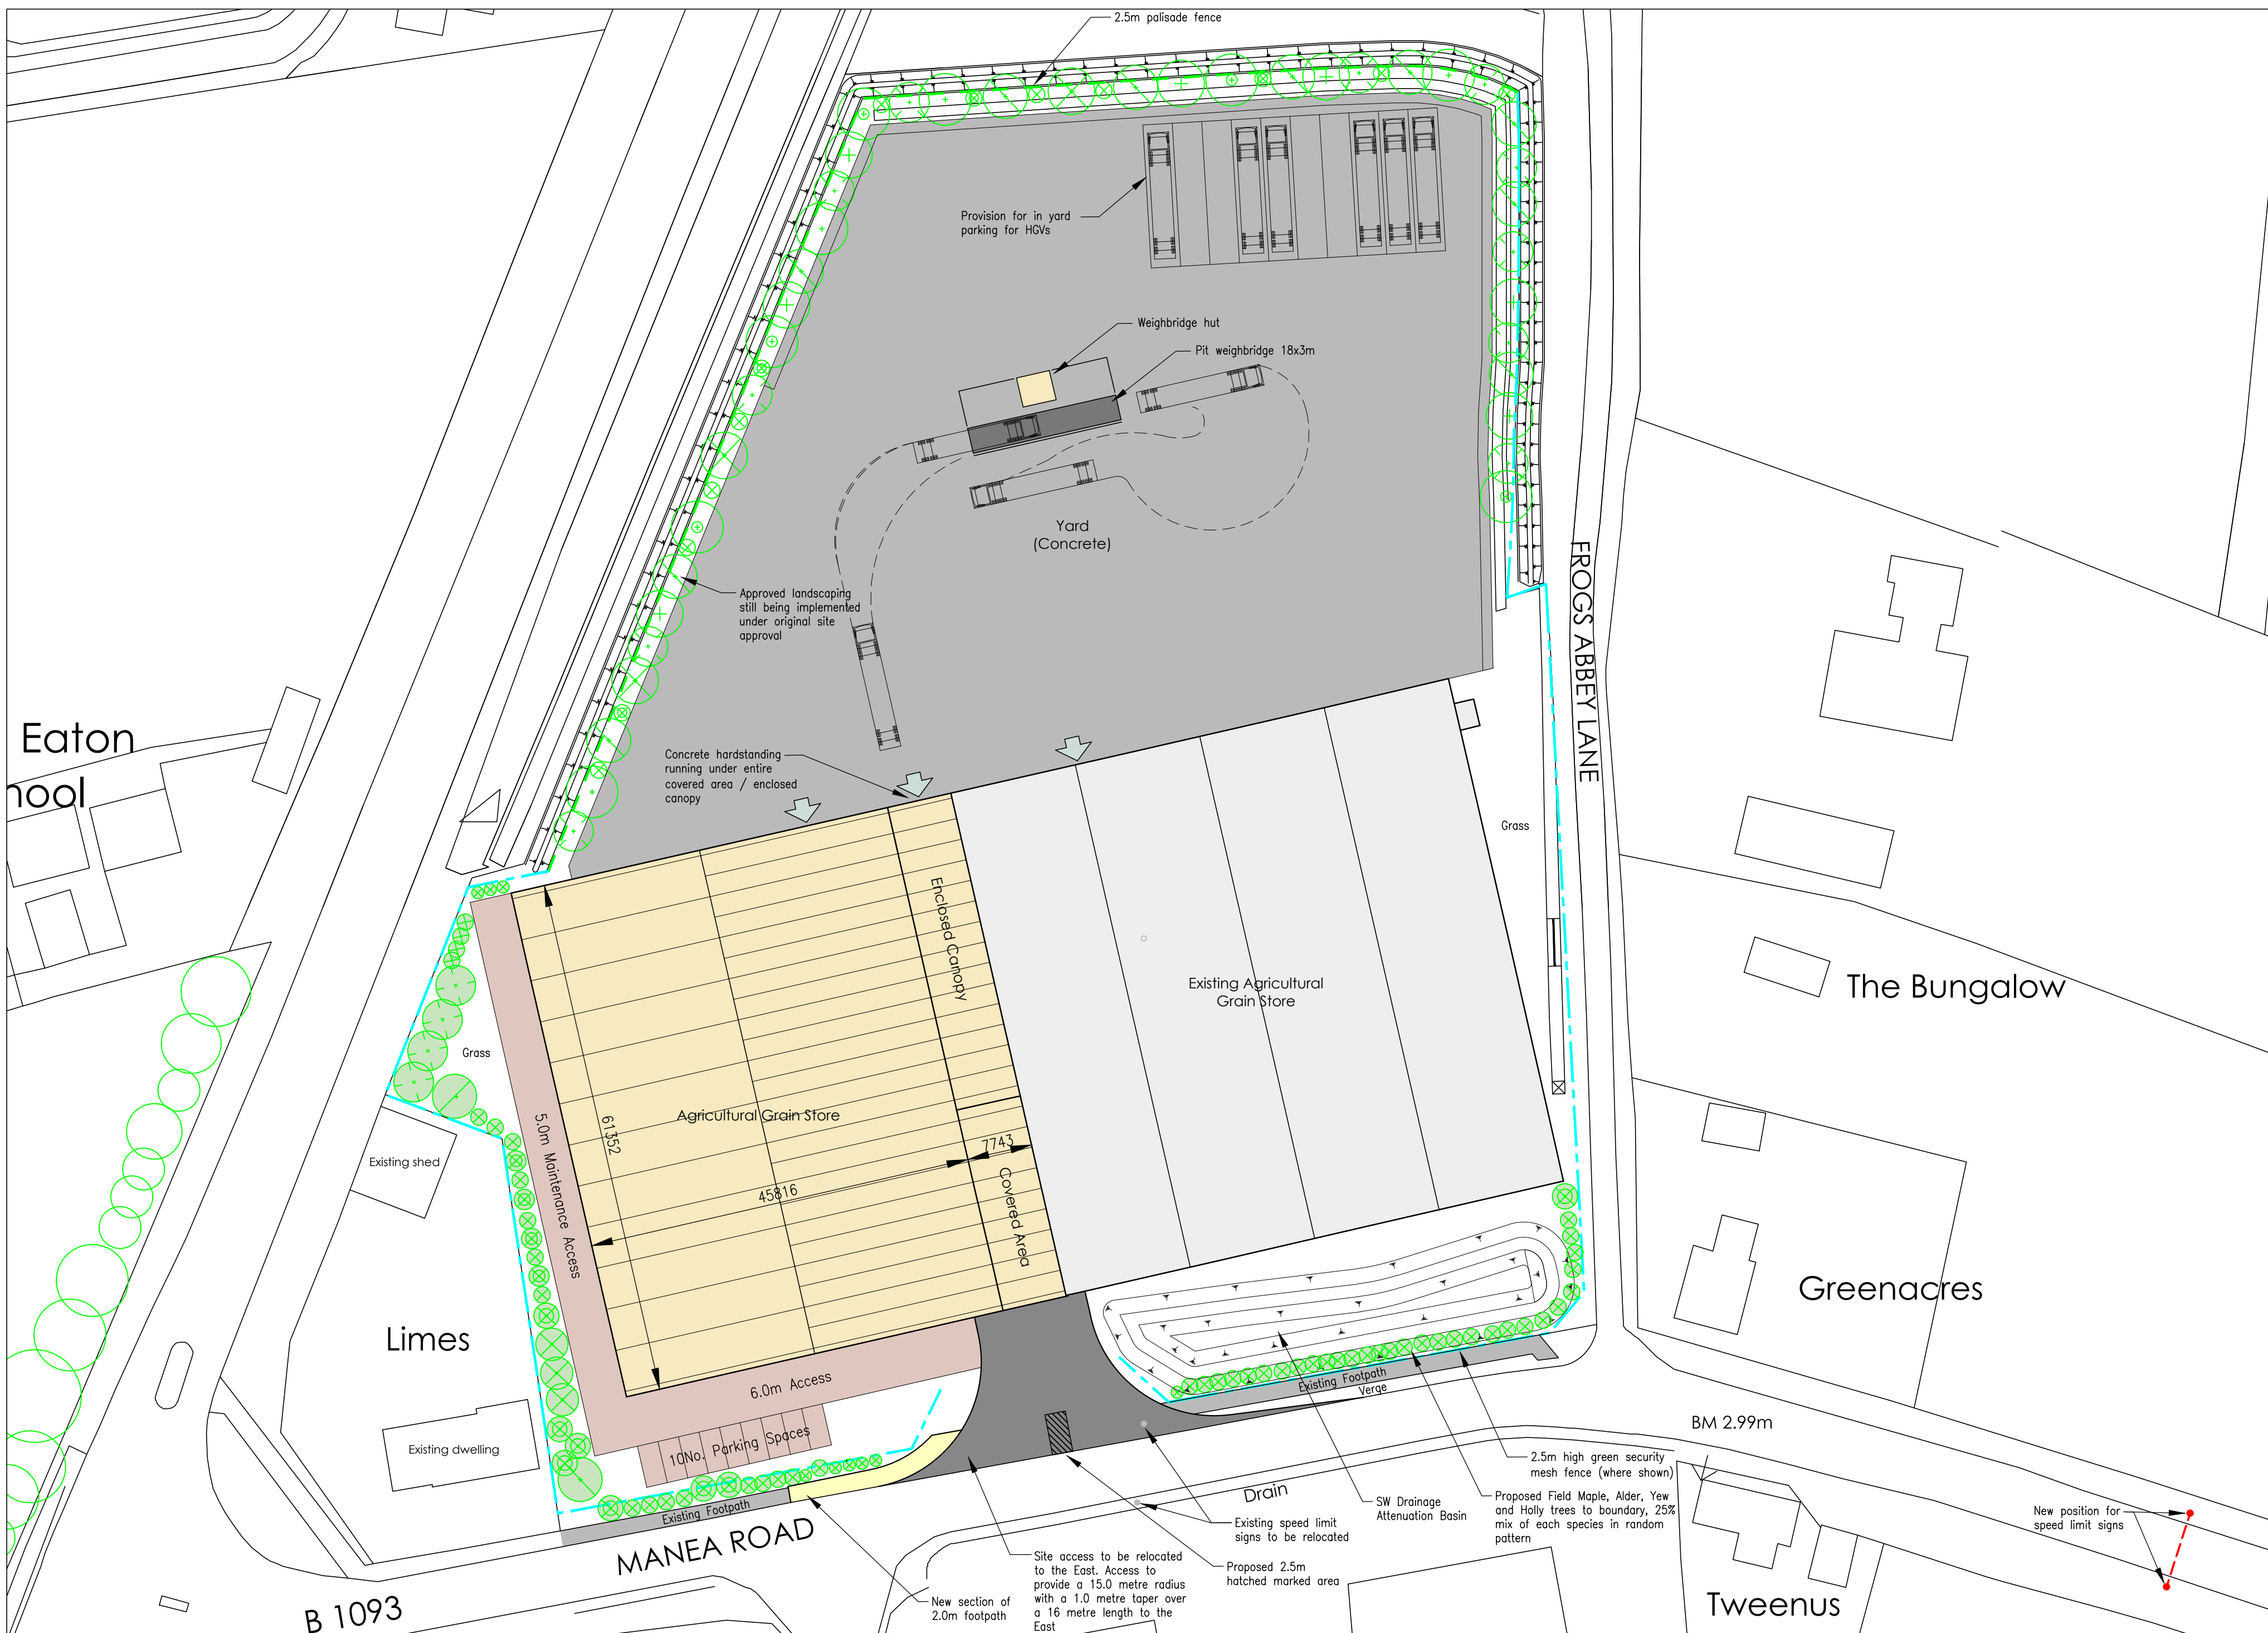 2.5m palisade fence
Provision for in yard
parking for HGVs
Weighbridge hut
Pit weighbridge 18x3m
Yard
(Concrete)
Approved landscaping
still being implemented
under original site
approval
FROGS ABBEY LANE
Eaton
hool
Concrete hardstanding
running under entire
covered area / enclosed
canopy
Grass
Enclosed Canopy
Existing Agricultural
Grain Store
The Bungalow
Grass
Agricultural Grain Store
61352
5.0m Maintenance Access
Existing shed
7743
45816
Covered Area
Greenacres
Limes
6.0m Access
Existing Footpath
Verge
BM 2.99m
10No. Parking Spaces
Existing dwelling
2.5m high green security
mesh fence (where shown)
Drain
SW Drainage
Attenuation Basin
Proposed Field Maple, Alder, Yew
and Holly trees to boundary, 25%
mix of each species in random
pattern
New position for
speed limit signs
Existing Footpath
MANEA ROAD
Existing speed limit
signs to be relocated
Site access to be relocated
to the East. Access to
provide a 15.0 metre radius
with a 1.0 metre taper over
a 16 metre length to the
East
Proposed 2.5m
hatched marked area
New section of
2.0m footpath
B 1093
Tweenus